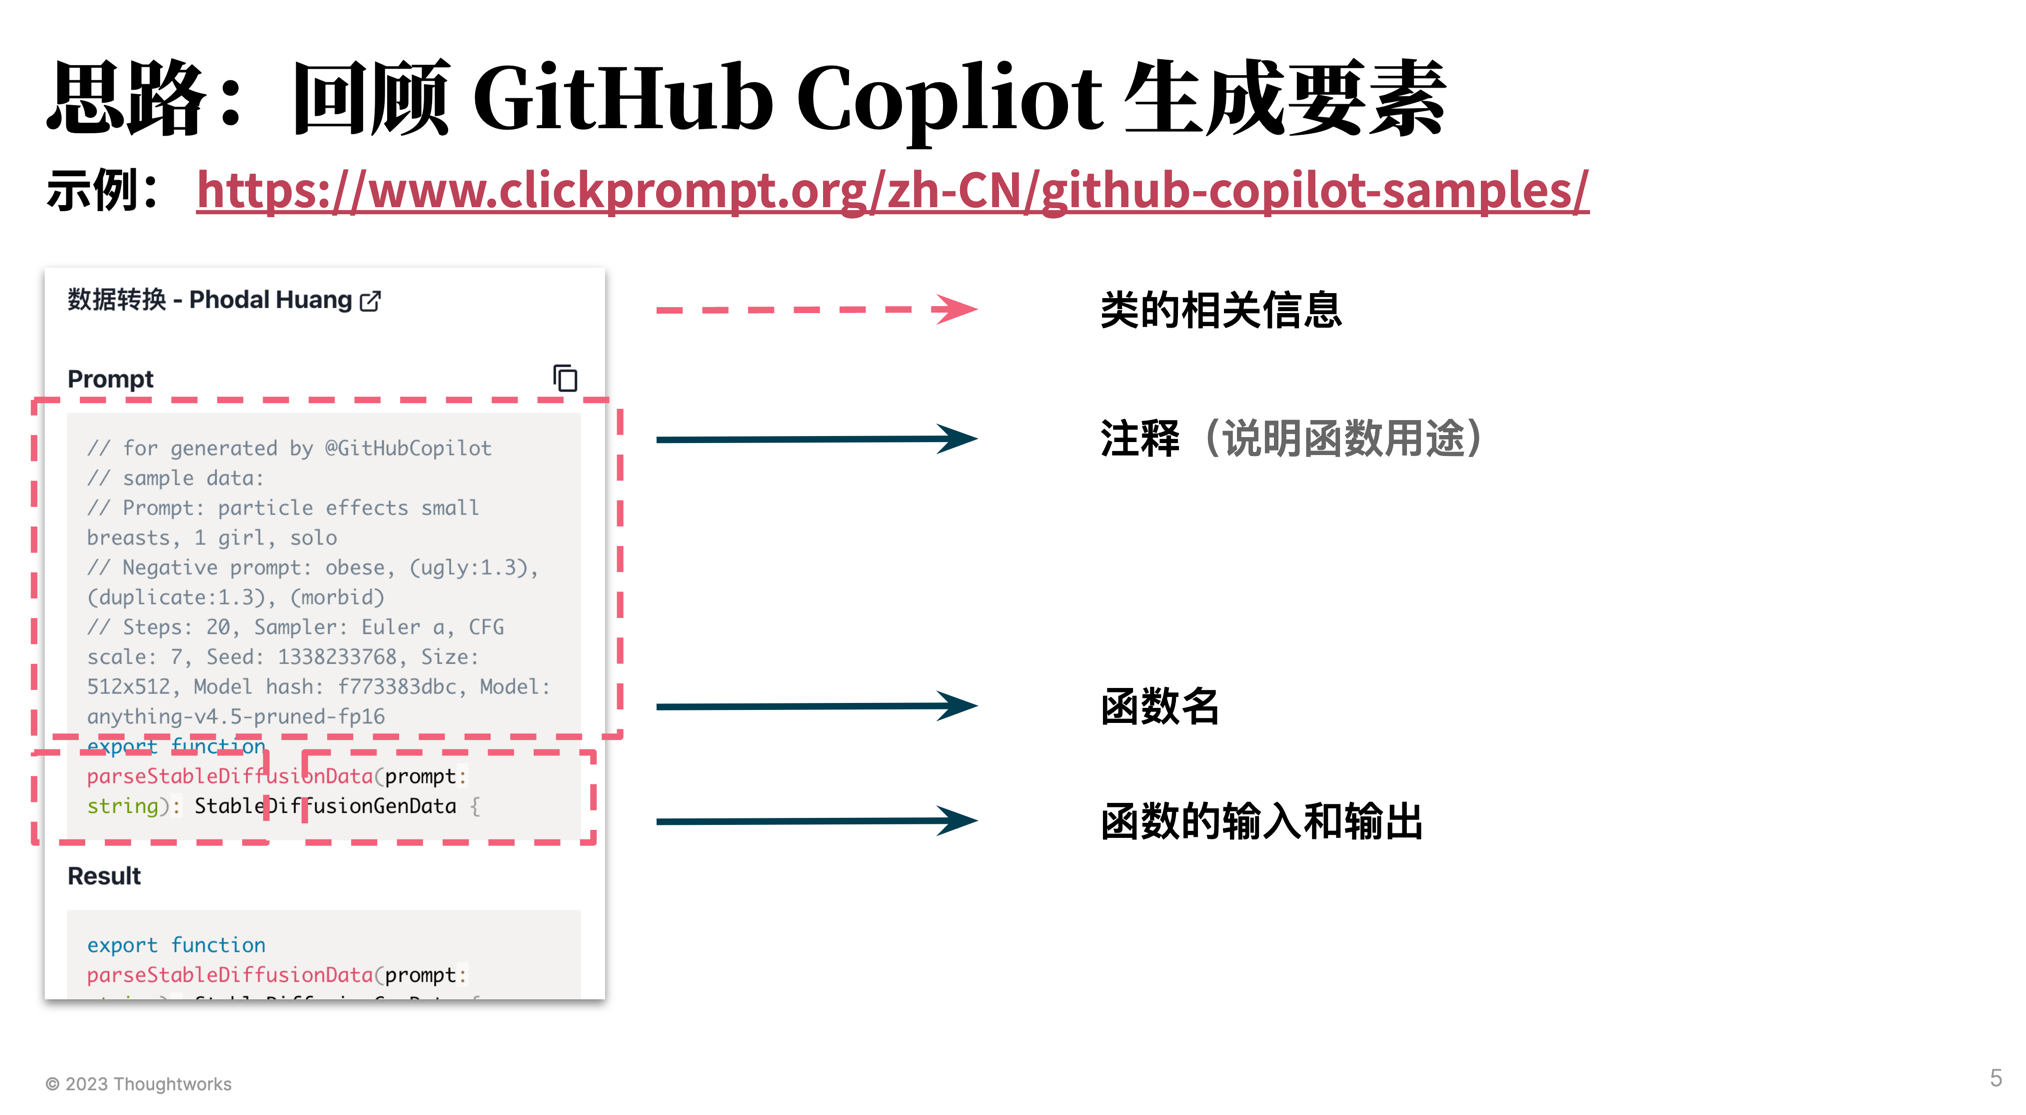 思路：回顾 GitHub Copliot 生成要素
示例： https://www.clickprompt.org/zh-CN/github-copilot-samples/
数据转换 - Phodal Huang
Prompt
// for generated by @GitHubCopilot
// sample data:
// Prompt: particle effects small
breasts, 1 girl, solo
// Negative prompt: obese, (ugly:1.3),
(duplicate:1.3), (morbid)
// Steps: 20, Sampler: Euler a, CFG
scale: 7, Seed: 1338233768, Size:
512x512, Model hash: f773383dbc, Model:
anything-v4.5-pruned-fp16
export function
parseStableDiffusionData(prompt:
string): StableDiffusionGenData {
Result
export function
parseStableDiffusionData(prompt:
类的相关信息
注释（说明函数用途）
函数名
函数的输入和输出
© 2023 Thoughtworks
5